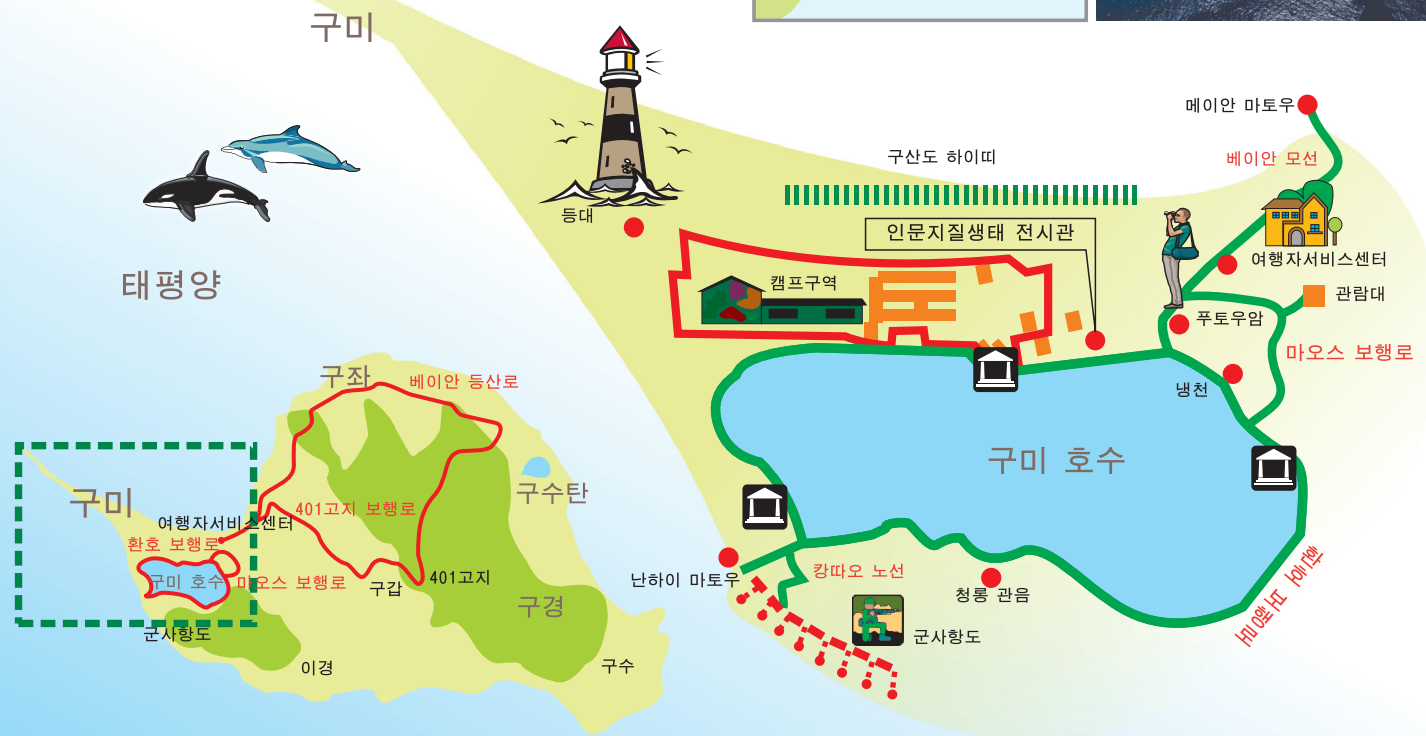 구미
태평양
등대
구산도 하이띠
메이안 마토우
베이안 모선
인문지질생태 전시관
캠프구역
여행자서비스센터
관람대
푸토우암
마오스 보행로
냉천
구미 호수
난하이 마토우
캉따오 노선
청롱 관음
군사항도
환호 보행로
구좌
베이안 등산로
구미
구수탄
401고지 보행로
여행자서비스센터
환호 보행로
구미 호수
마오스 보행로
구갑
401고지
구경
군사항도
이경
구수